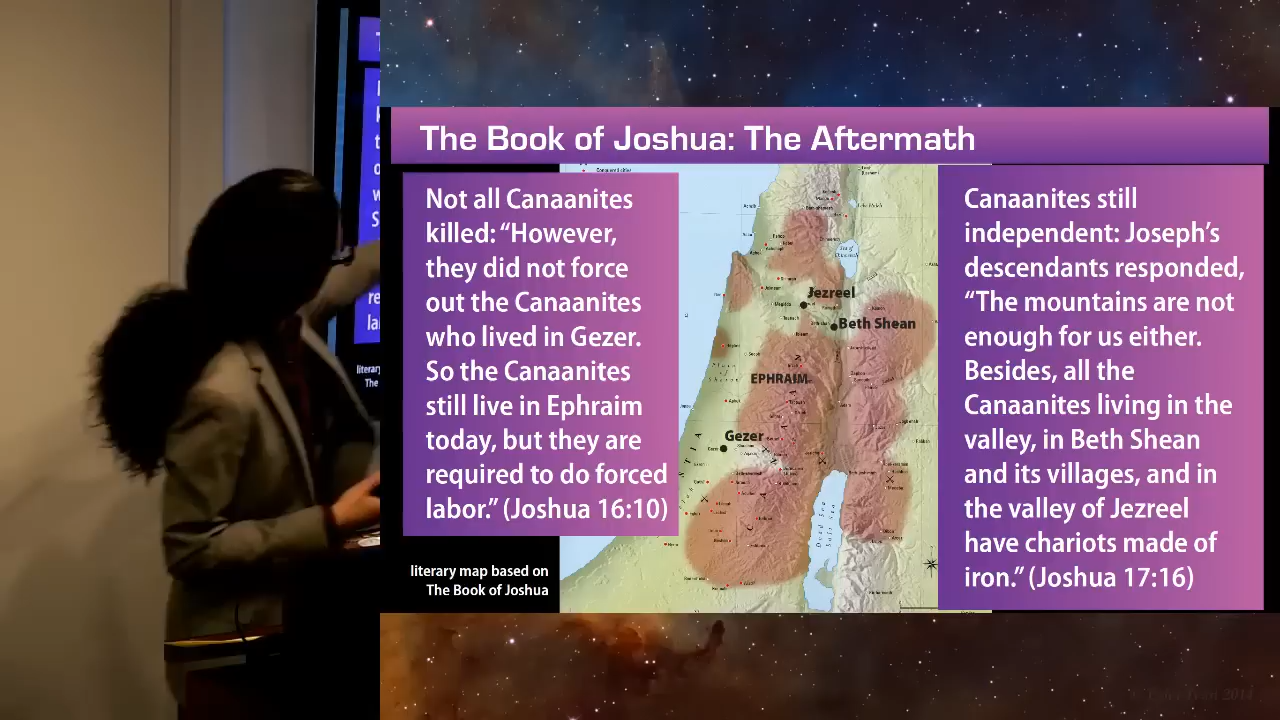 The Book of Joshua: The Aftermath
Not all Canaanites
killed: “However,
they did not force
out the Canaanites
who lived in Gezer.
So the Canaanites
still live in Ephraim
today, but they are
required to do forced
labor.” (Joshua 16:10)
literary map based on
The Book of Joshua
Conquered cities
Jezreel
Beth Shean
EPHRAIM
Gezer
Dead Sea
Canaanites still
independent: Joseph’s
descendants responded,
“The mountains are not
enough for us either.
Besides, all the
Canaanites living in the
valley, in Beth Shean
and its villages, and in
the valley of Jezreel
have chariots made of
iron.” (Joshua 17:16)